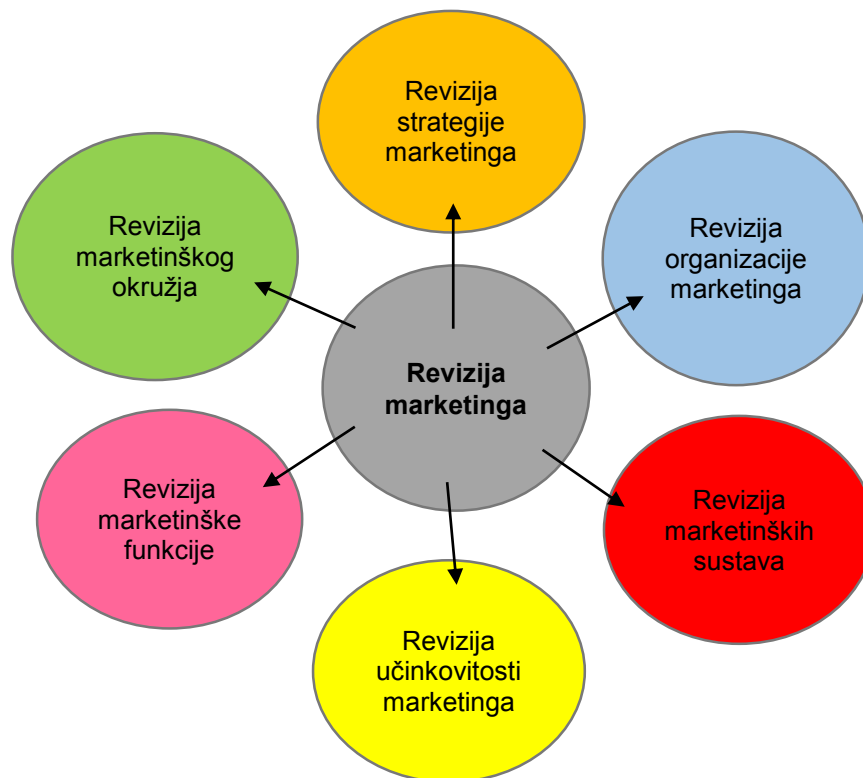 Revizija
strategije
marketinga
Revizija
marketinškog
okružja
Revizija
organizacije
marketinga
Revizija
marketinga
Revizija
marketinške
funkcije
Revizija
marketinških
sustava
Revizija
učinkovitosti
marketinga